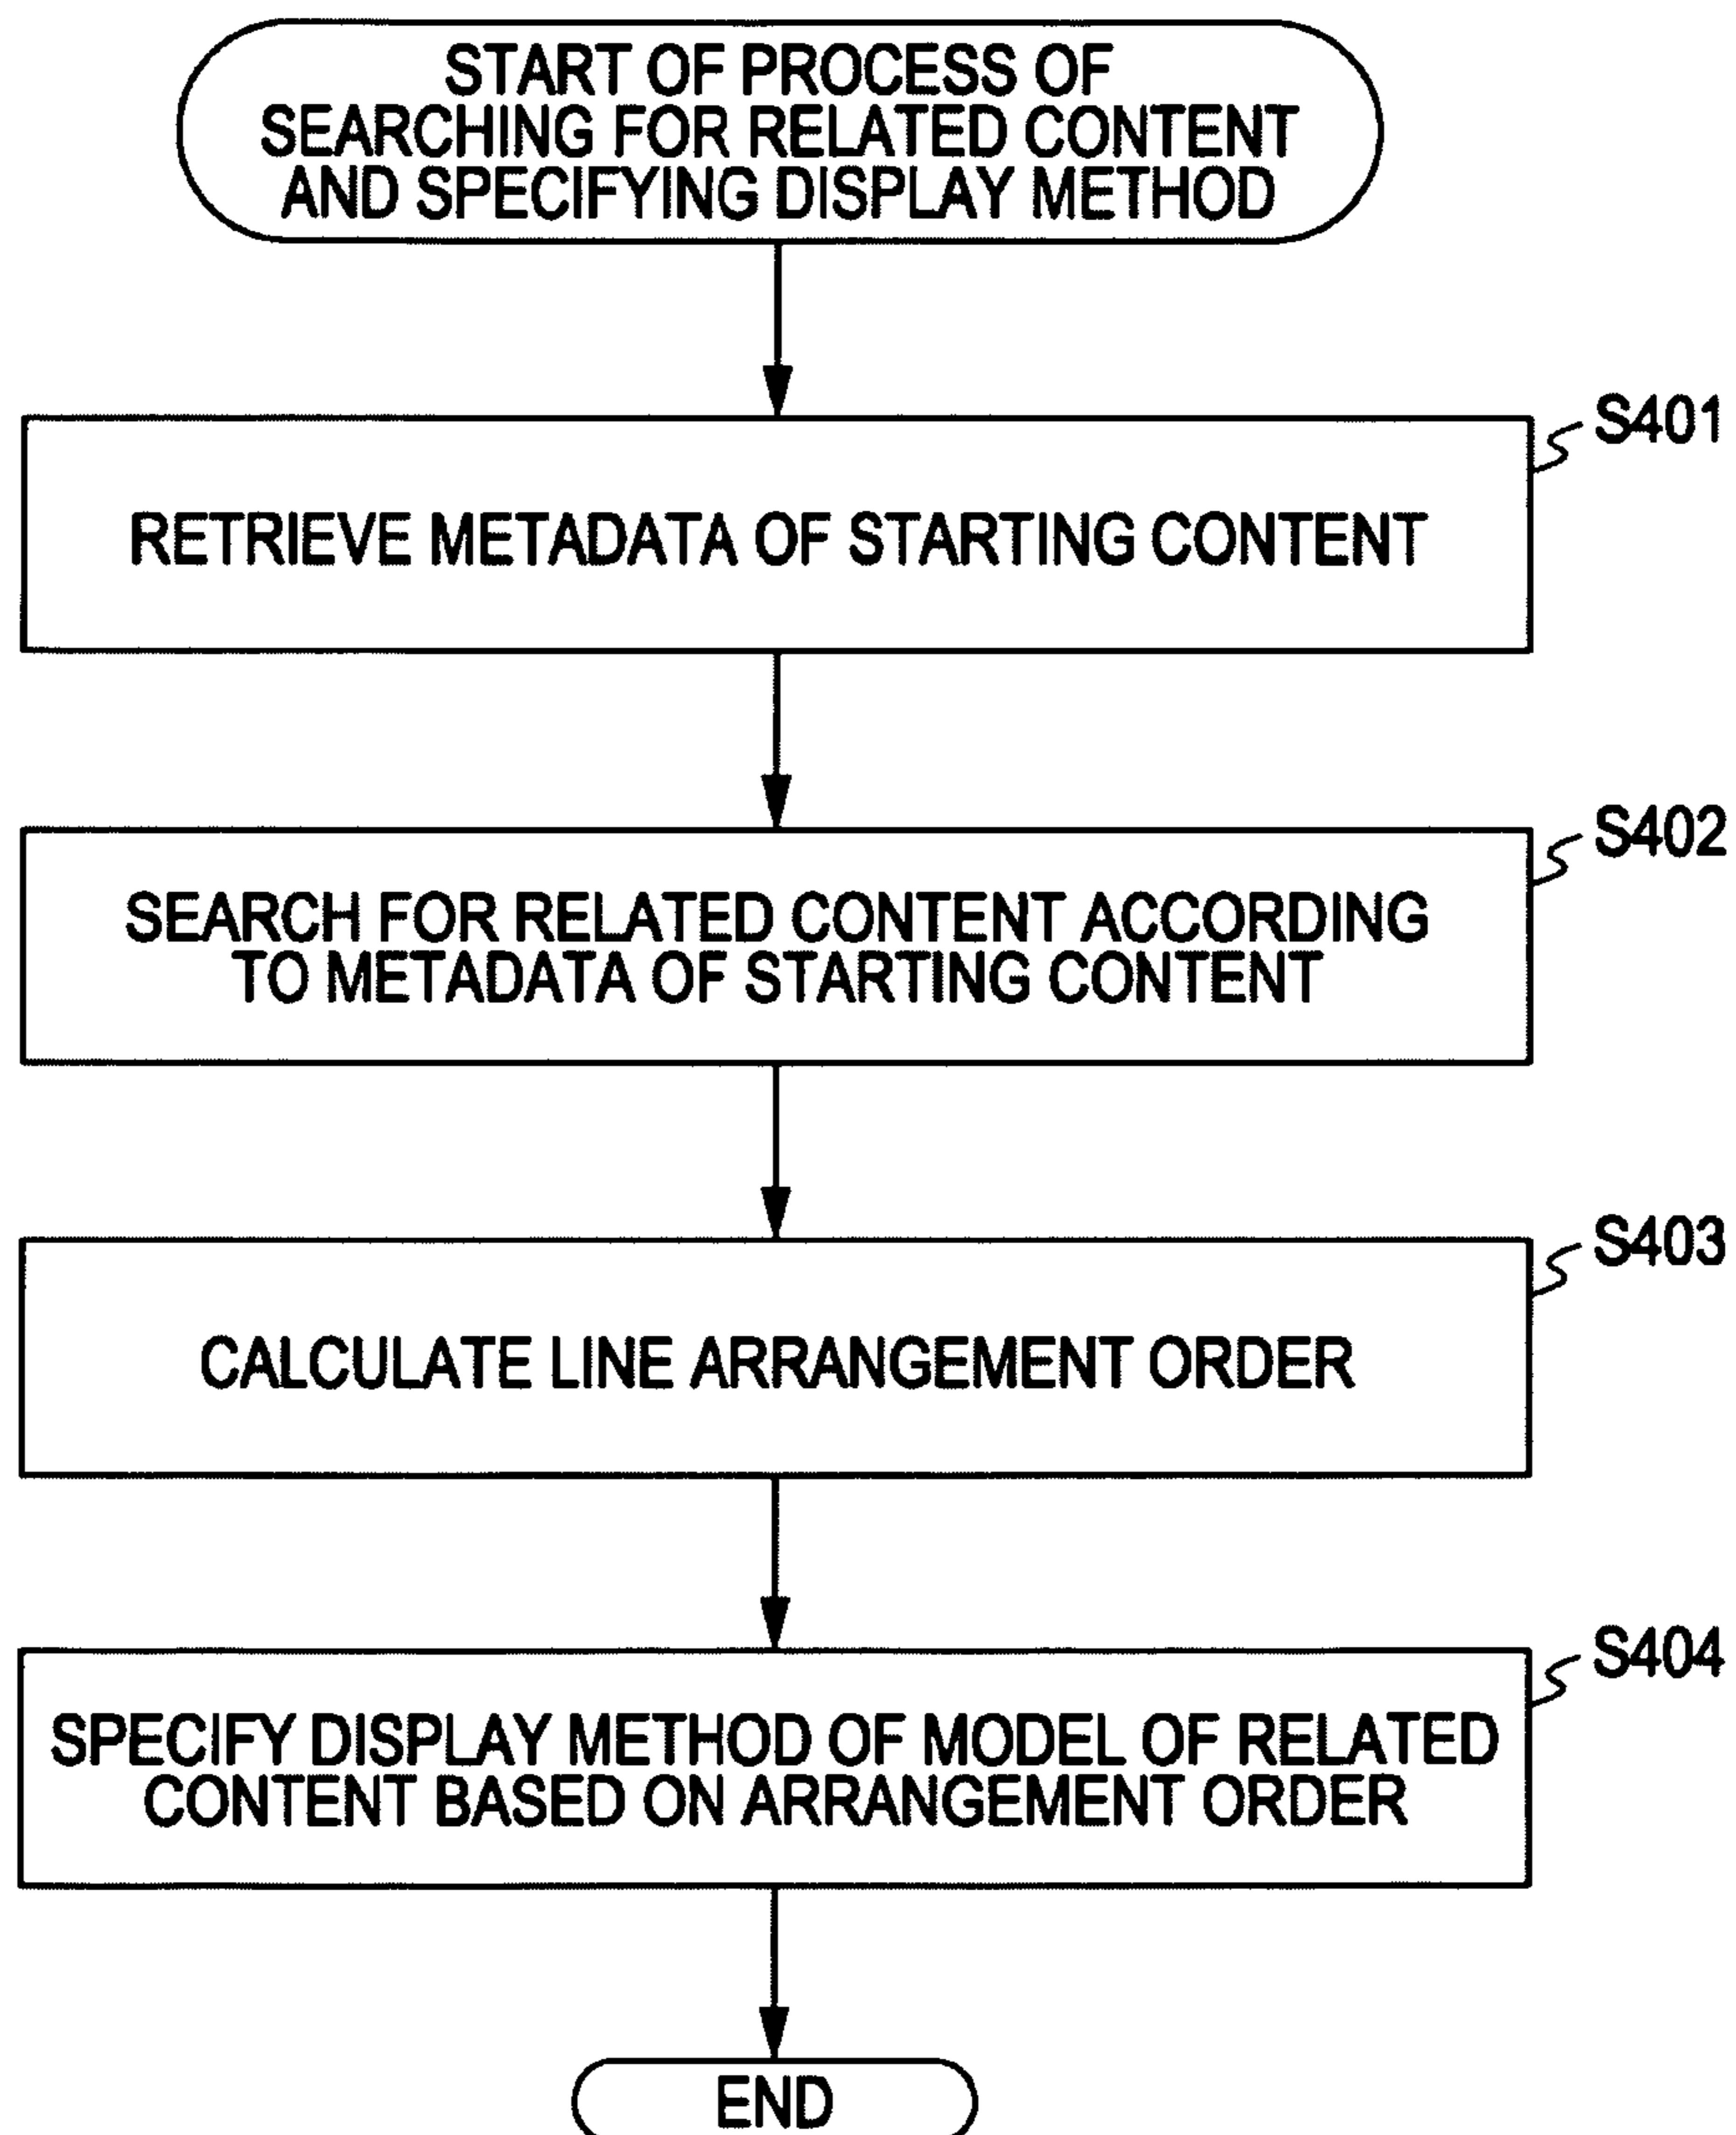 START OF PROCESS OF
SEARCHING FOR RELATED CONTENT
AND SPECIFYING DISPLAY METHOD
S401
RETRIEVE METADATA OF STARTING CONTENT
S402
SEARCH FOR RELATED CONTENT ACCORDING
TO METADATA OF STARTING CONTENT
S403
CALCULATE LINE ARRANGEMENT ORDER
S404
SPECIFY DISPLAY METHOD OF MODEL OF RELATED
CONTENT BASED ON ARRANGEMENT ORDER
END